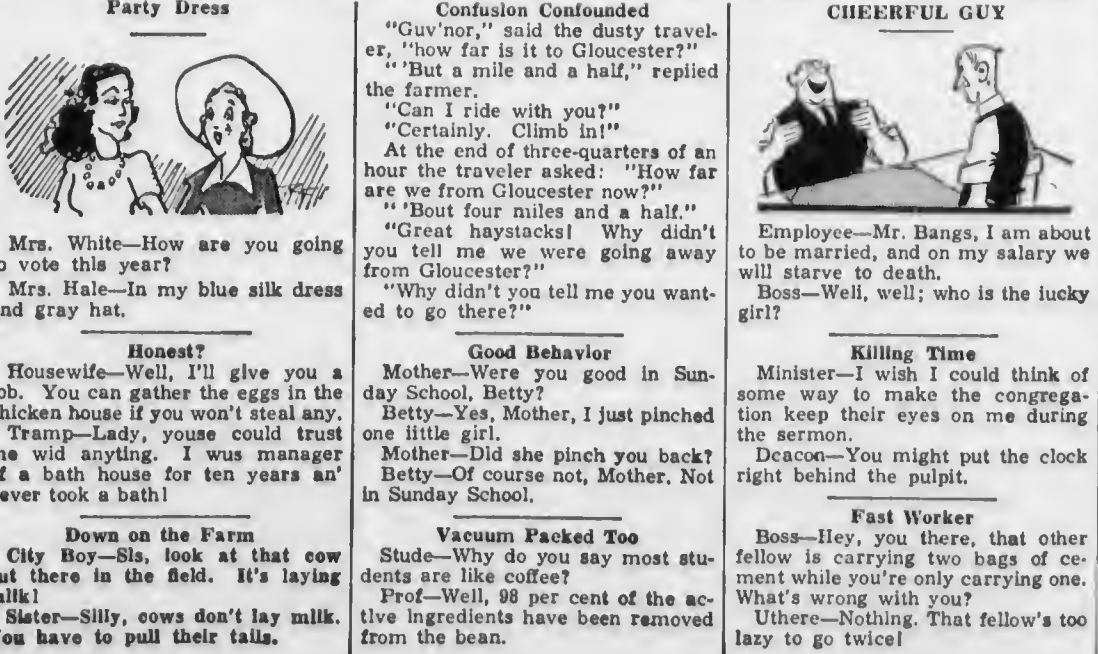 Party Dress
Mrs. White—How are you going
o vote this year?
Mrs. Hale—In my blue silk dress
nd gray hat.
Honest?
Housewife—Well, I'll give you a
ob. You can gather the eggs in the
hicken house if you won't steal any.
Tramp—Lady, youse could trust
me wid anyting. I wus manager
f a bath house for ten years an'
ever took a bath!
Down on the Farm
City Boy—Sis, look at that cow
ut there in the field. It's laying
milk!
Sister—Silly, cows don't lay milk.
You have to pull their tails.
Confusion Confounded
"Guv'nor," said the dusty travel-
er, "how far is it to Gloucester?"
"'But a mile and a half," replied
the farmer.
"Can I ride with you?"
"Certainly. Climb in!"
At the end of three-quarters of an
hour the traveler asked: "How far
are we from Gloucester now?"
"'Bout four miles and a half."
"Great haystacks! Why didn't
you tell me we were going away
from Gloucester?"
"Why didn't you tell me you want-
ed to go there?"
Good Behavior
Mother—Were you good in Sun-
day School, Betty?
Betty—Yes, Mother, I just pinched
one little girl.
Mother—Did she pinch you back?
Betty—Of course not, Mother. Not
in Sunday School.
Vacuum Packed Too
Stude—Why do you say most stu-
dents are like coffee?
Prof—Well, 98 per cent of the ac-
tive ingredients have been removed
from the bean.
CHEERFUL GUY
Employee—Mr. Bangs, I am about
to be married, and on my salary we
will starve to death.
Boss—Well, well; who is the lucky
girl?
Killing Time
Minister—I wish I could think of
some way to make the congrega-
tion keep their eyes on me during
the sermon.
Deacon—You might put the clock
right behind the pulpit.
Fast Worker
Boss—Hey, you there, that other
fellow is carrying two bags of ce-
ment while you're only carrying one.
What's wrong with you?
Uthere—Nothing. That fellow's too
lazy to go twice!